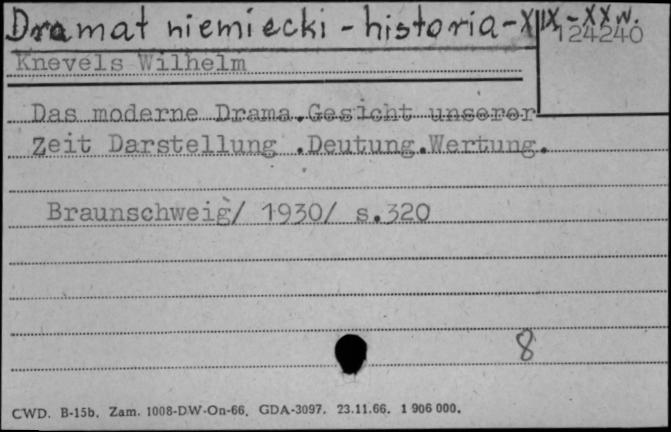 Dramat niemiecki - historia - XIX - XX w.
124240
Knevels Wilhelm
Das moderne Drama.Gesicht unserer
Zeit Darstellung .Deutung.Wertung.
Braunschweig/ 1930/ s.320
8
CWD. B-15b. Zam. 1008-DW-On-66. GDA-3097. 23.11.66. 1 906 000.